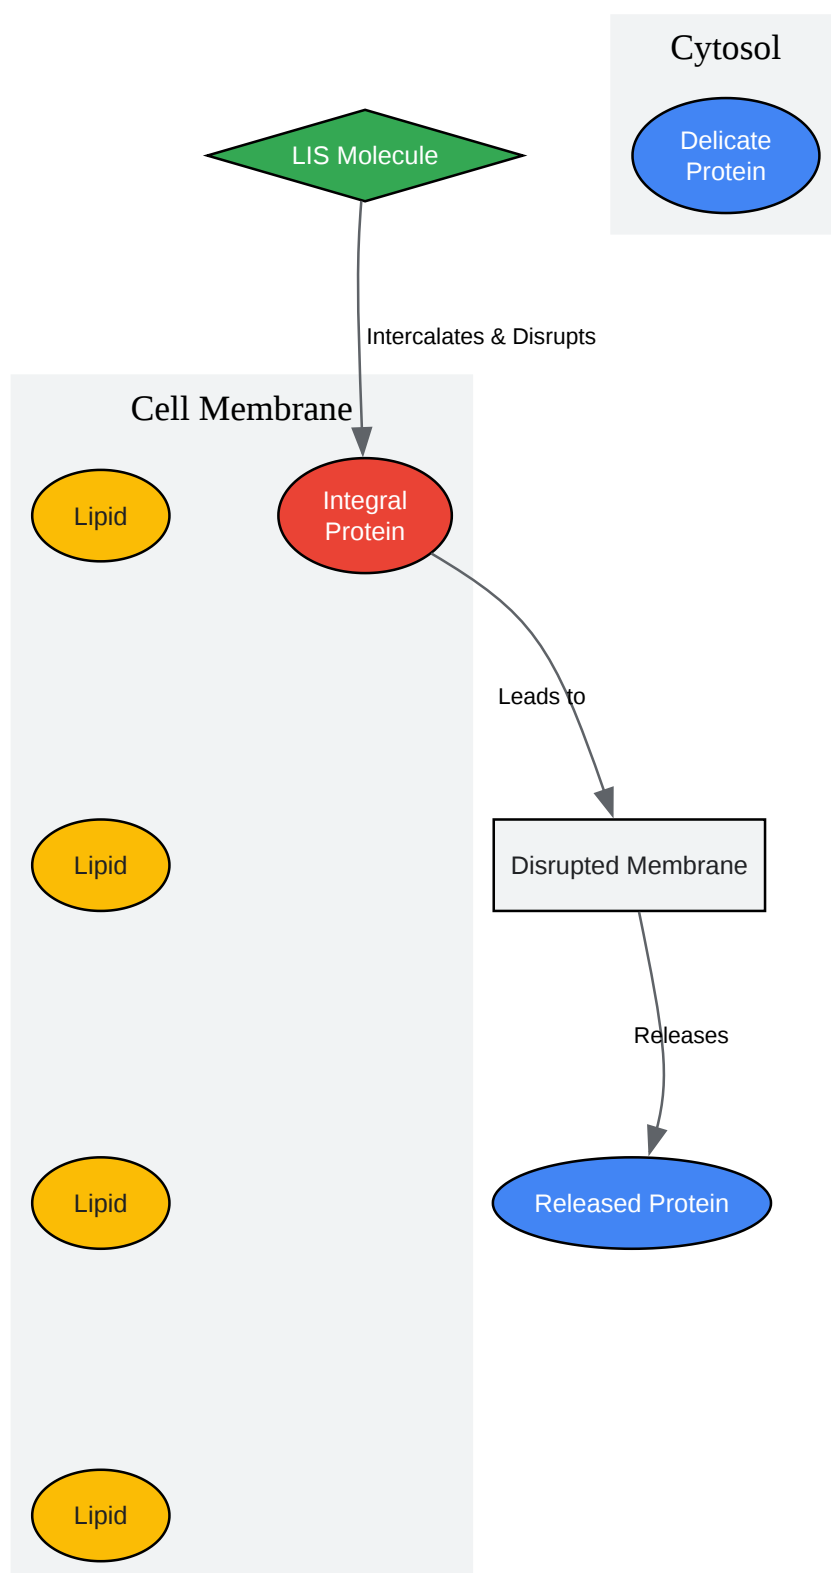 Cytosol
Delicate
Protein
LIS Molecule
Intercalates & Disrupts
Cell Membrane
Lipid
Integral
Protein
Leads to
Lipid
Disrupted Membrane
Releases
Lipid
Released Protein
Lipid